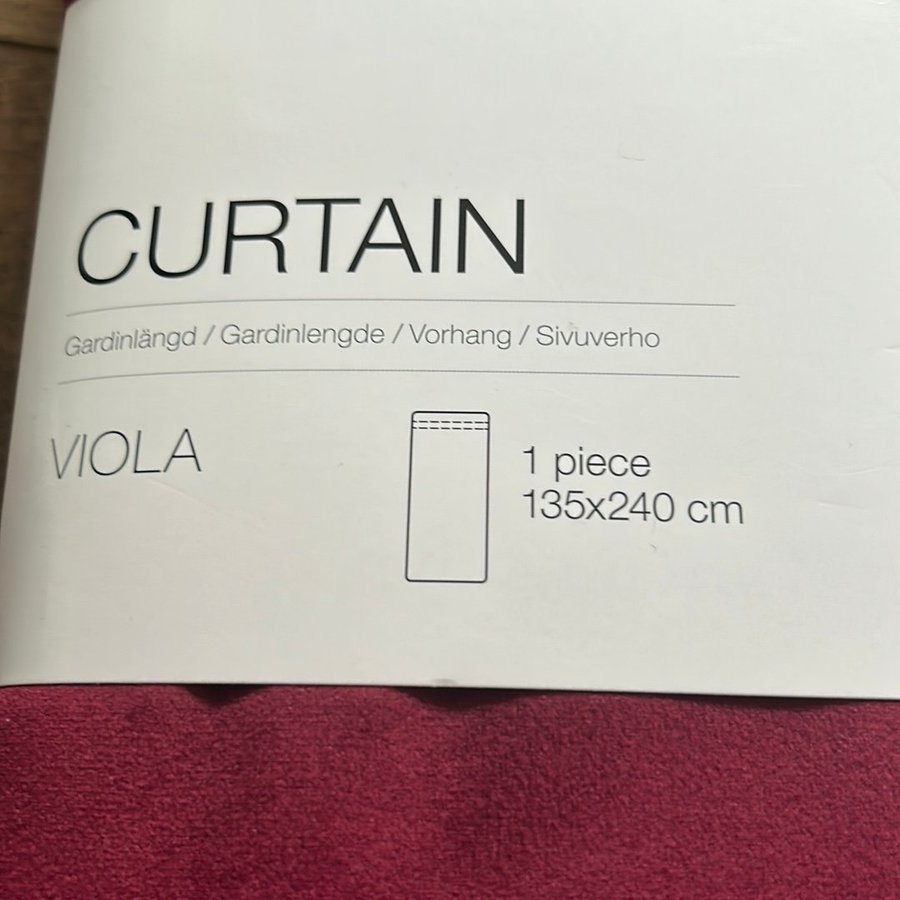 CURTAIN
Gardinlängd / Gardinlengde / Vorhang / Sivuverho
VIOLA
1 piece
135x240 cm